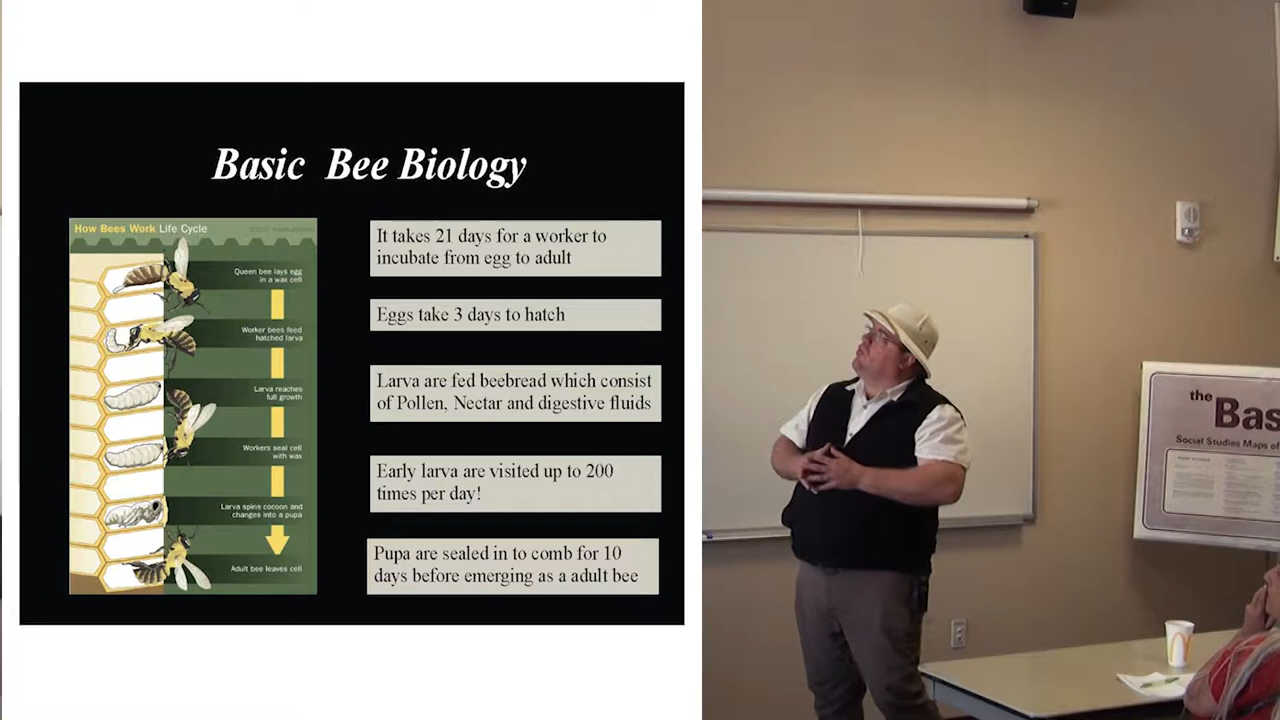 Basic Bee Biology
How Bees Work Life Cycle
Queen bee lays egg
in a wax cell
Worker bees feed
hatched larva
Larva reaches
full growth
Workers seal cell
with wax
Larva spins cocoon and
changes into a pupa
Adult bee leaves cell
It takes 21 days for a worker to
incubate from egg to adult
Eggs take 3 days to hatch
Larva are fed beebread which consist
of Pollen, Nectar and digestive fluids
Early larva are visited up to 200
times per day!
Pupa are sealed in to comb for 10
days before emerging as a adult bee
the Bas
Social Studies Maps of